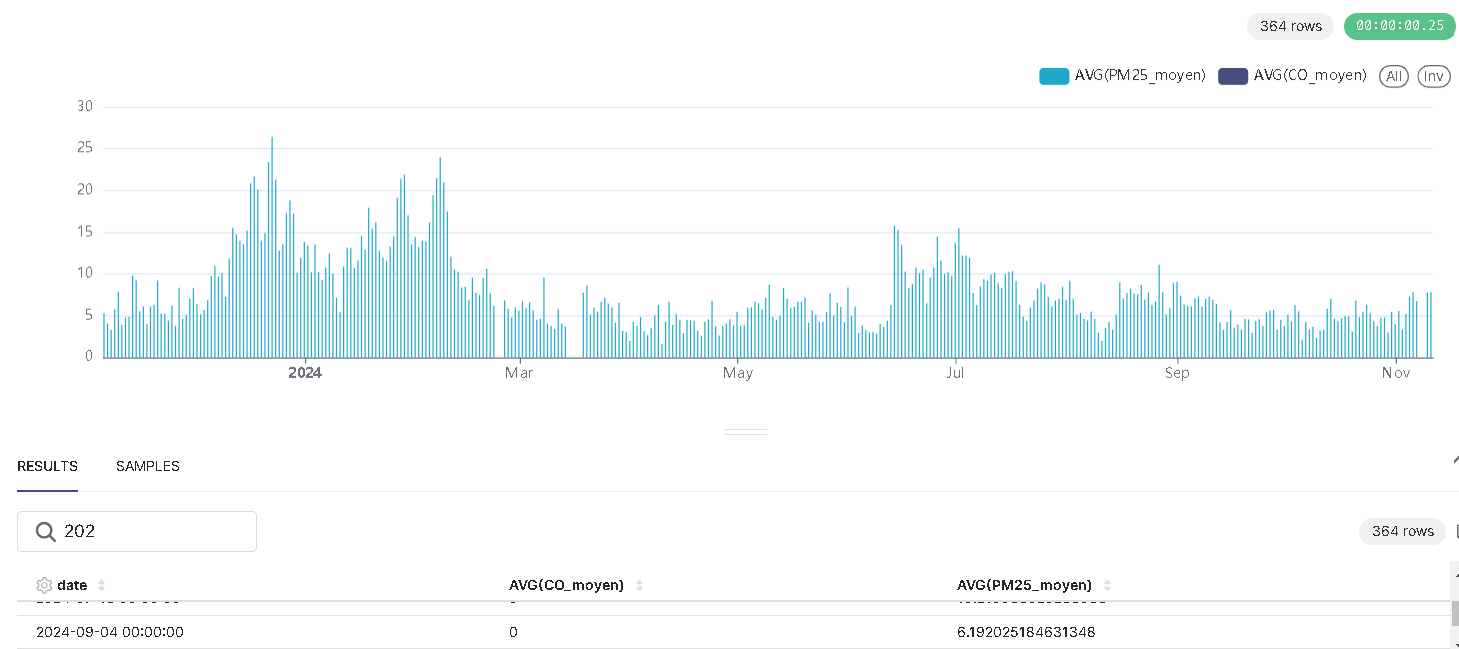 364 rows 00:00:00.25
AVG(PM25_moyen) AVG(CO_moyen) All Inv
30
25
20
15
10
5
0
2024 Mar May Jul Sep Nov
RESULTS SAMPLES
202
364 rows
date AVG(CO_moyen) AVG(PM25_moyen)
2024-09-04 00:00:00 0 6.192025184631348